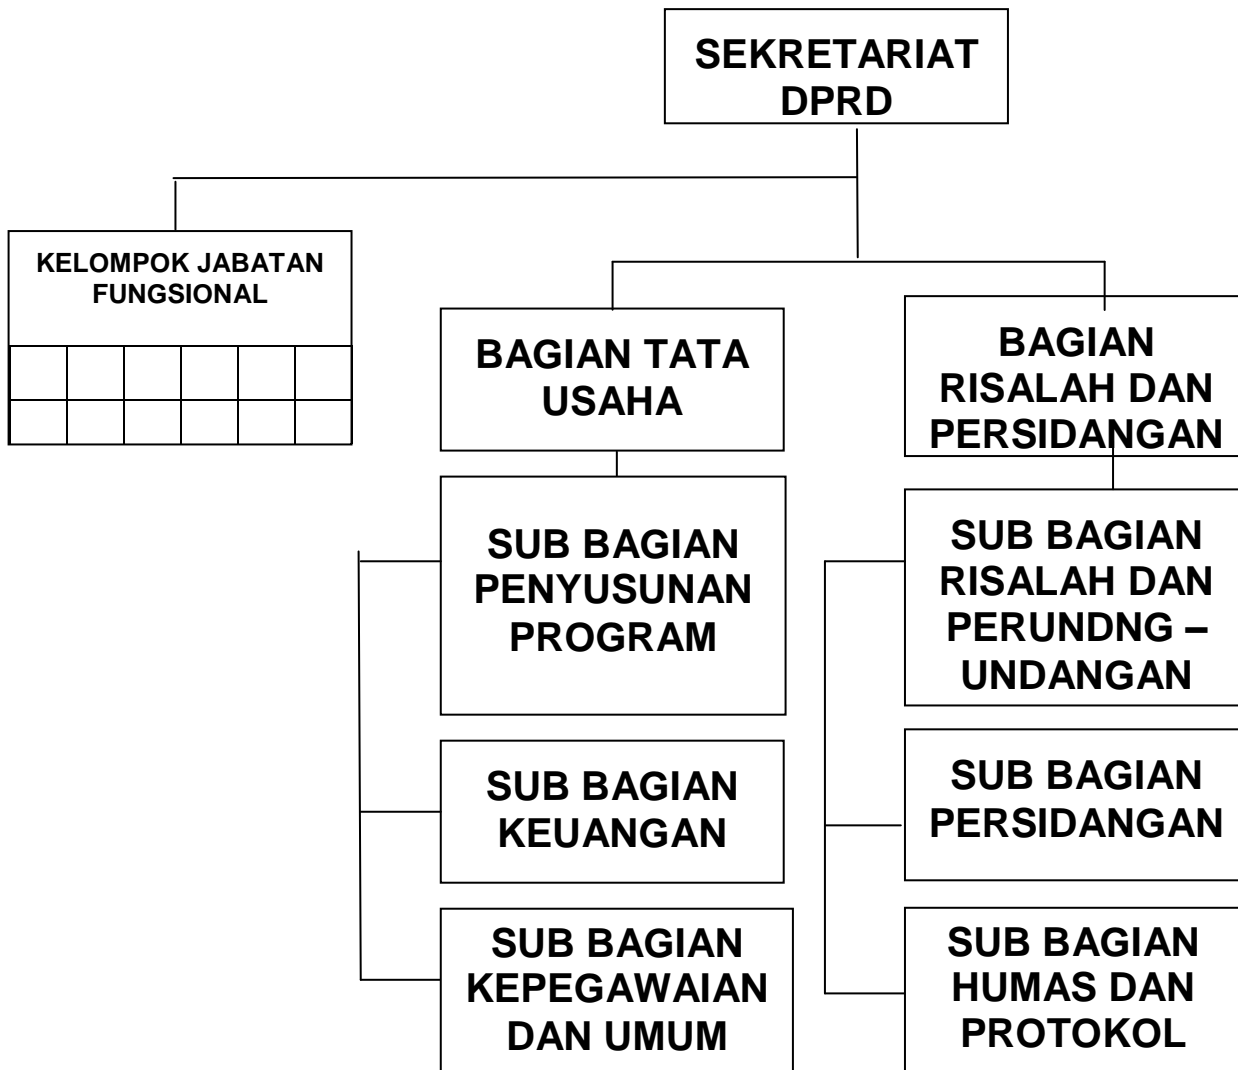 SEKRETARIAT
DPRD
KELOMPOK JABATAN
FUNGSIONAL
BAGIAN TATA
USAHA
BAGIAN
RISALAH DAN
PERSIDANGAN
SUB BAGIAN
PENYUSUNAN
PROGRAM
SUB BAGIAN
RISALAH DAN
PERUNDNG –
UNDANGAN
SUB BAGIAN
KEUANGAN
SUB BAGIAN
PERSIDANGAN
SUB BAGIAN
KEPEGAWAIAN
DAN UMUM
SUB BAGIAN
HUMAS DAN
PROTOKOL